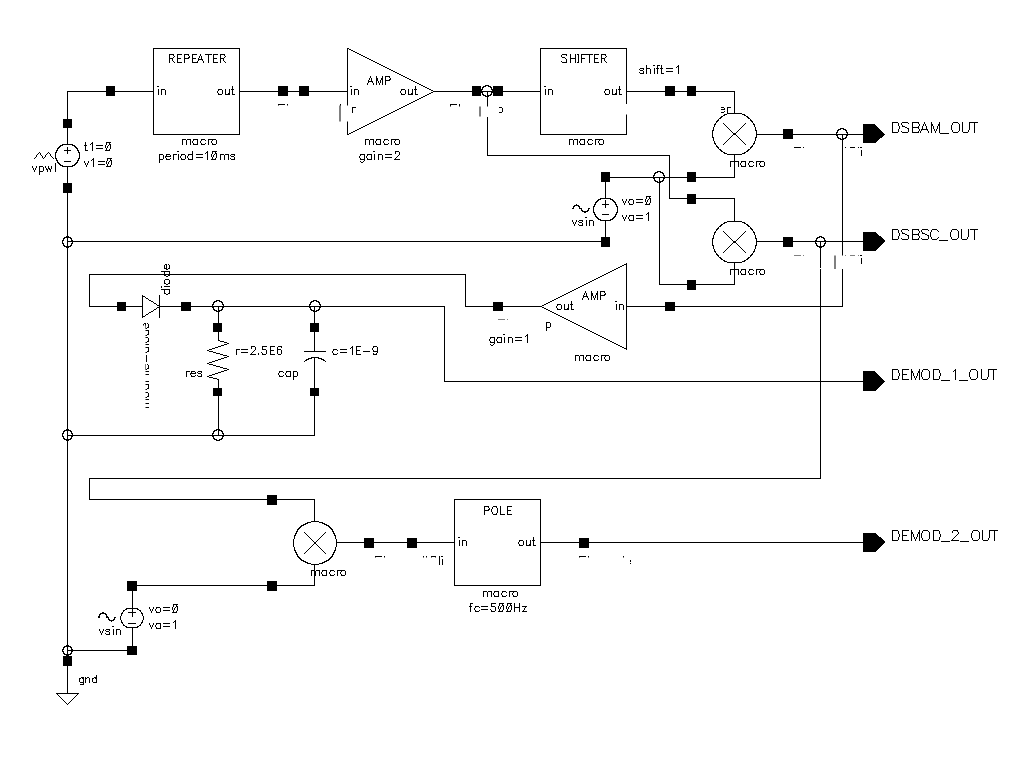 REPEATER
in out
macro
period=10ms
AMP
in out
macro
gain=2
SHIFTER
in out
macro
shift=1
macro
DSBAM_OUT
t1=0
v1=0
vpwl
vo=0
va=1
vsin
macro
DSBSC_OUT
diode
AMP
out in
gain=1
macro
r=2.5E6
res
c=1E-9
cap
DEMOD_1_OUT
POLE
in out
macro
fc=500Hz
macro
DEMOD_2_OUT
vo=0
va=1
vsin
gnd